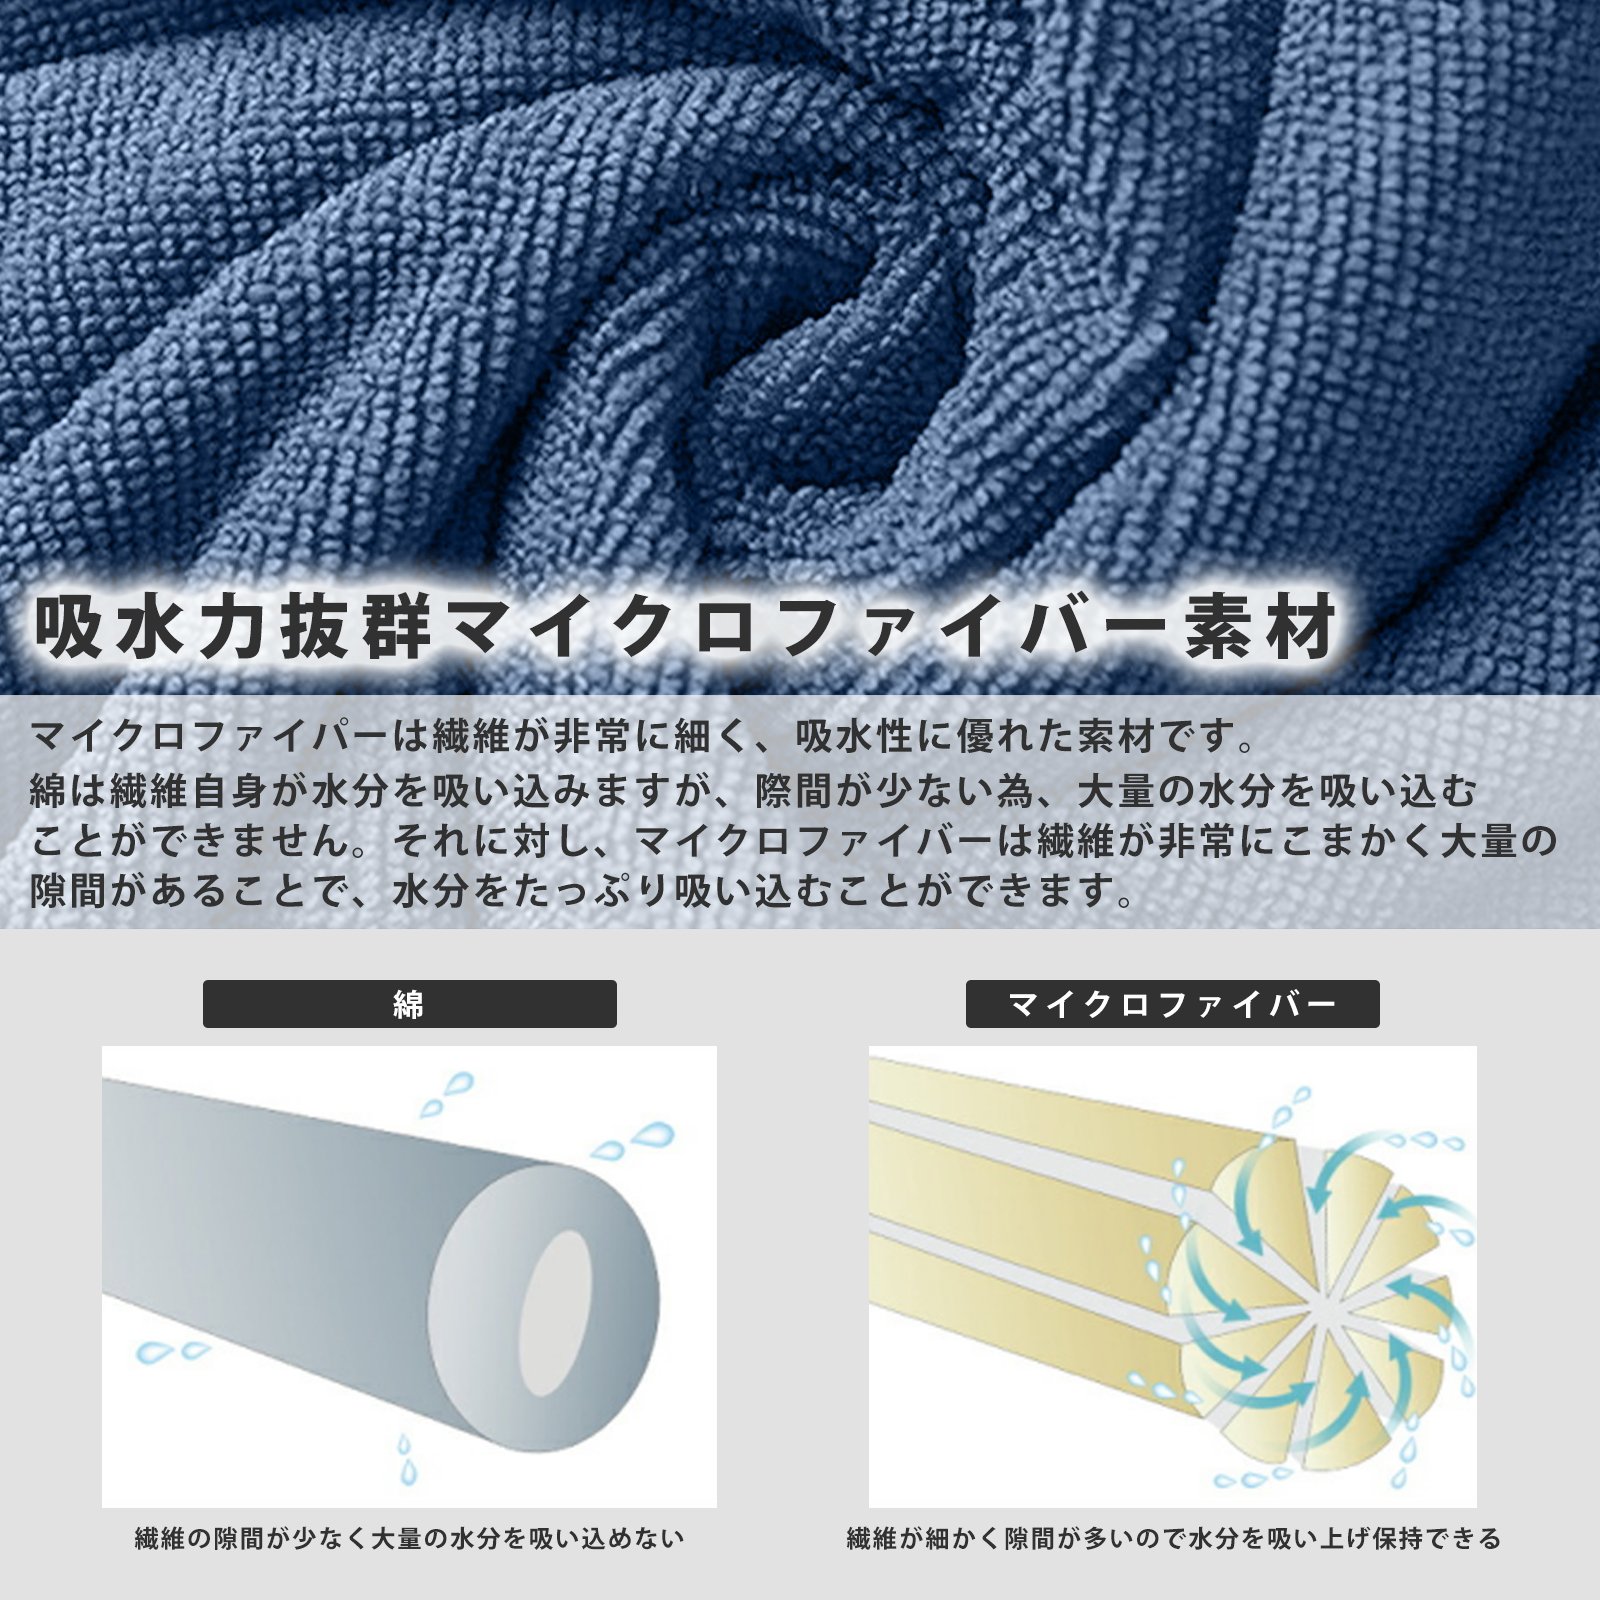 吸水力抜群マイクロファイバー素材
マイクロファイパーは繊維が非常に細く、吸水性に優れた素材です。
綿は繊維自身が水分を吸い込みますが、際間が少ない為、大量の水分を吸い込む
ことができません。それに対し、マイクロファイバーは繊維が非常にこまかく大量の
隙間があることで、水分をたっぷり吸い込むことができます。
綿
マイクロファイバー
繊維の隙間が少なく大量の水分を吸い込めない
繊維が細かく隙間が多いので水分を吸い上げ保持できる